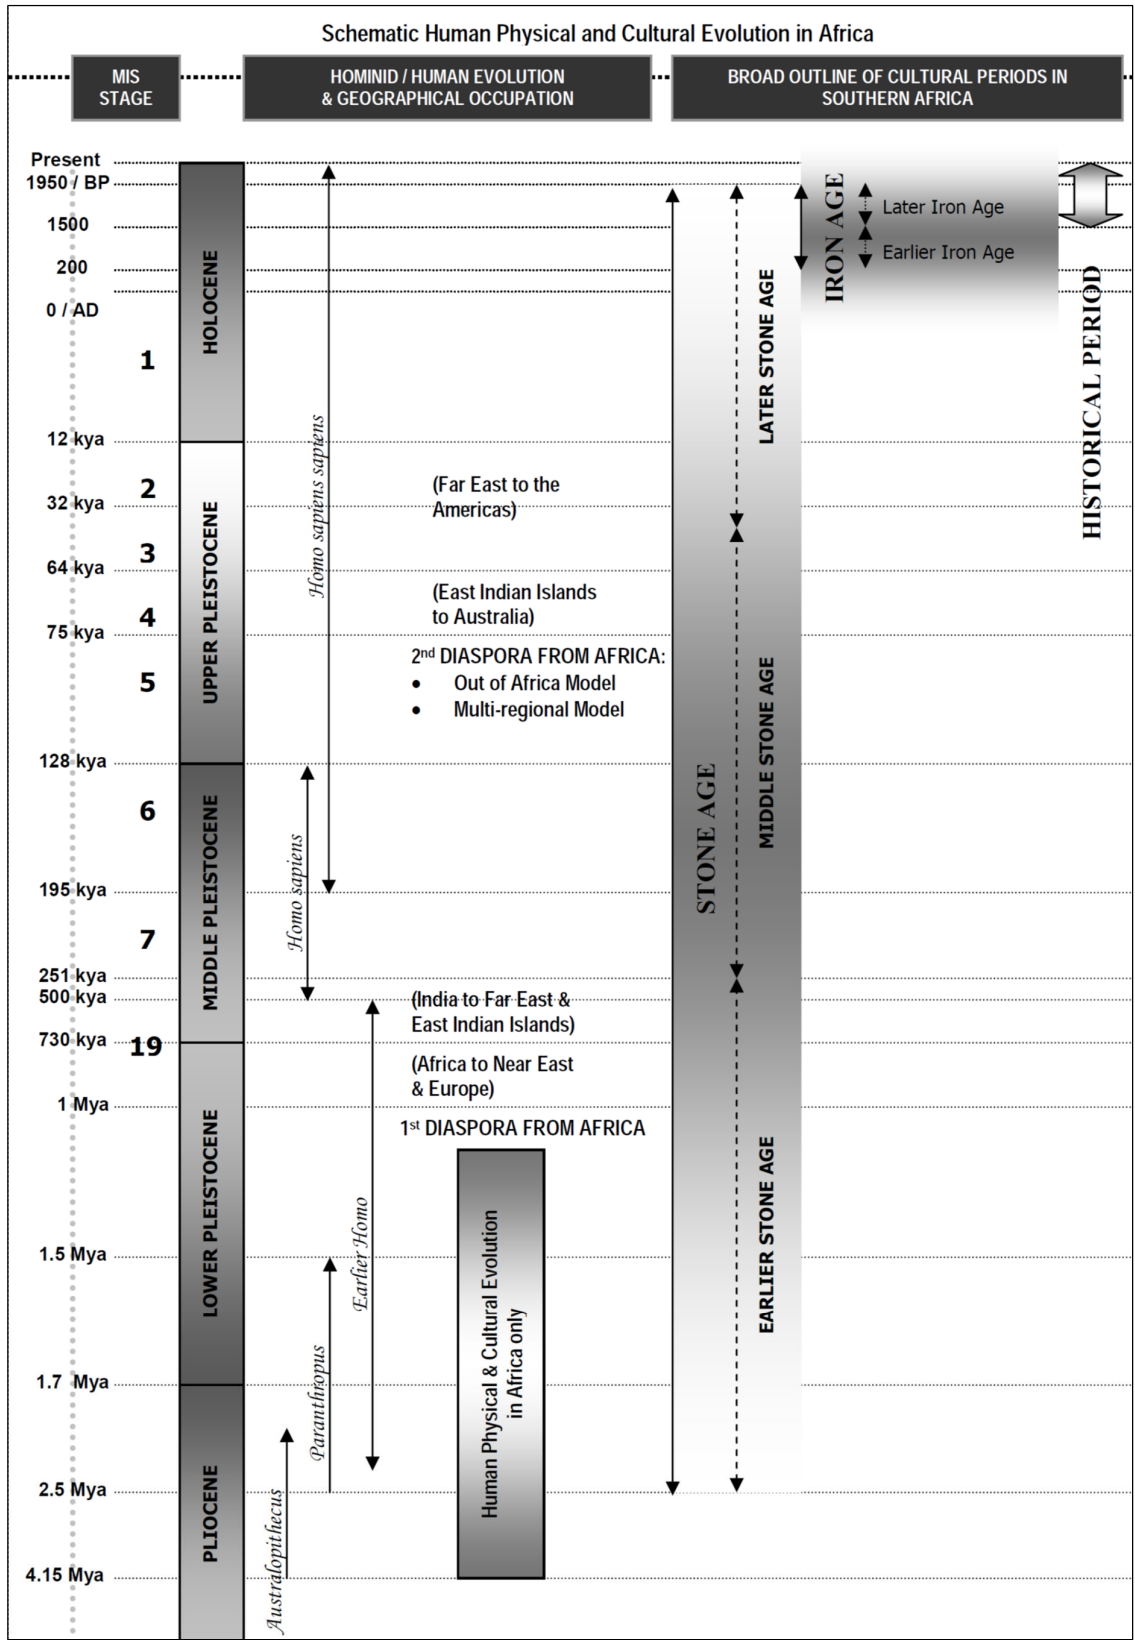 Schematic Human Physical and Cultural Evolution in Africa
MIS
STAGE
HOMINID / HUMAN EVOLUTION
& GEOGRAPHICAL OCCUPATION
BROAD OUTLINE OF CULTURAL PERIODS IN
SOUTHERN AFRICA
Present
1950 / BP
1500
200
0 / AD
12 kya
32 kya
64 kya
75 kya
128 kya
195 kya
251 kya
500 kya
730 kya
1 Mya
1.5 Mya
1.7 Mya
2.5 Mya
4.15 Mya
1
2
3
4
5
6
7
19
HOLOCENE
UPPER PLEISTOCENE
MIDDLE PLEISTOCENE
LOWER PLEISTOCENE
PLIOCENE
Homo sapiens sapiens
Homo sapiens
Earlier Homo
Paranthropus
Australopithecus
(Far East to the
Americas)
(East Indian Islands
to Australia)
2nd DIASPORA FROM AFRICA:
• Out of Africa Model
• Multi-regional Model
(India to Far East &
East Indian Islands)
(Africa to Near East
& Europe)
1st DIASPORA FROM AFRICA
Human Physical & Cultural Evolution
in Africa only
STONE AGE
LATER STONE AGE
MIDDLE STONE AGE
EARLIER STONE AGE
IRON AGE
Later Iron Age
Earlier Iron Age
HISTORICAL PERIOD